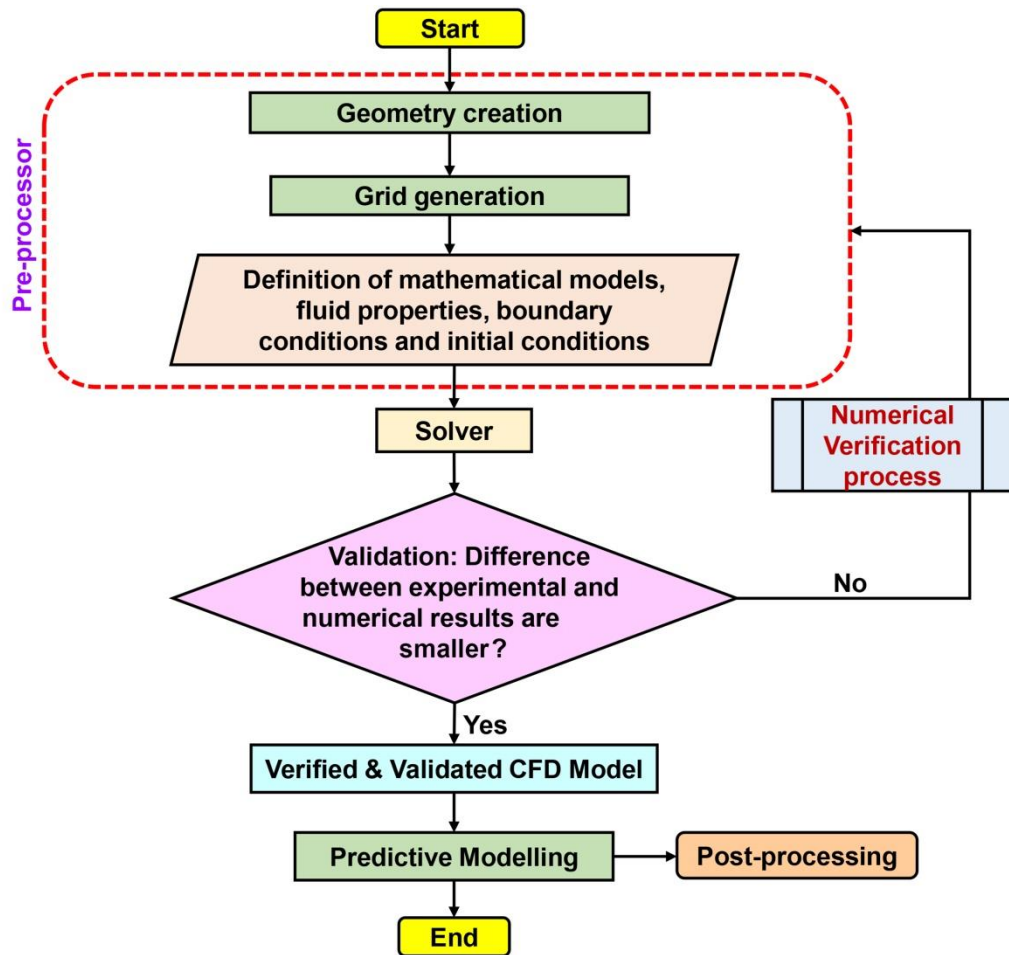 Start
Geometry creation
Grid generation
Pre-processor
Definition of mathematical models,
fluid properties, boundary
conditions and initial conditions
Solver
Numerical
Verification
process
Validation: Difference
between experimental and
numerical results are
smaller?
No
Yes
Verified & Validated CFD Model
Predictive Modelling
Post-processing
End